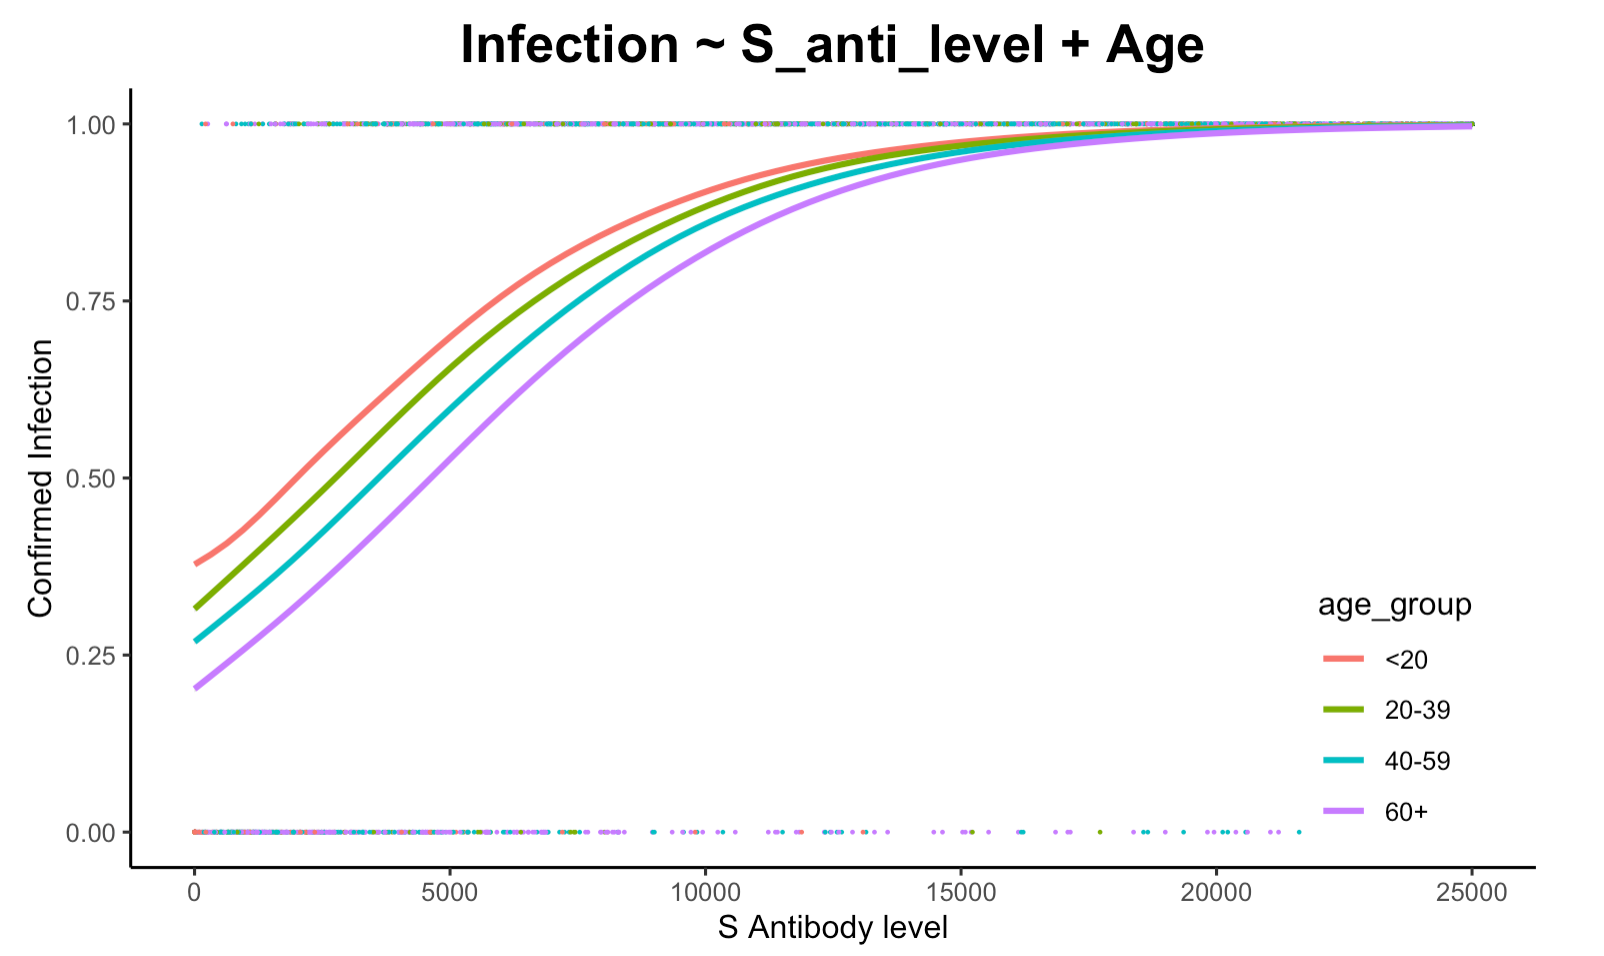 Infection ~ S_anti_level + Age
1.00
0.75
0.50
0.25
0.00
Confirmed Infection
age_group
<20
20-39
40-59
60+
0 5000 10000 15000 20000 25000
S Antibody level